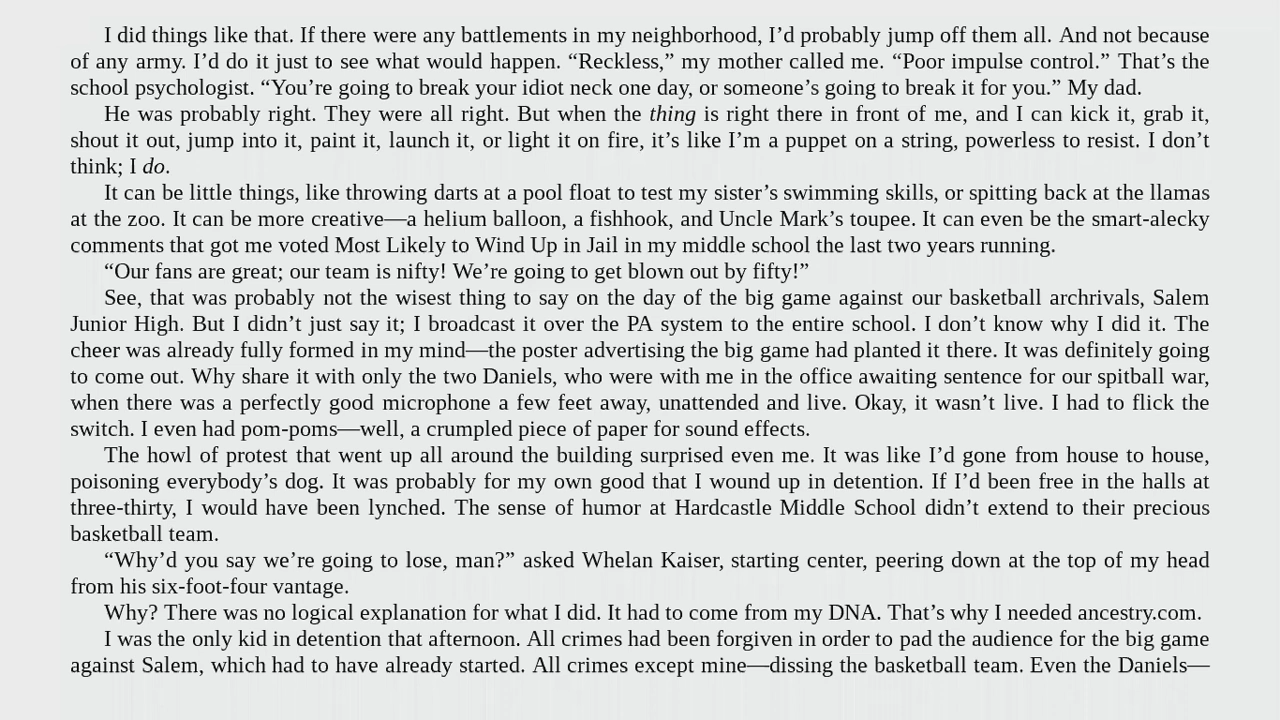 I did things like that. If there were any battlements in my neighborhood, I’d probably jump off them all. And not because
of any army. I’d do it just to see what would happen. “Reckless,” my mother called me. “Poor impulse control.” That’s the
school psychologist. “You’re going to break your idiot neck one day, or someone’s going to break it for you.” My dad.
He was probably right. They were all right. But when the thing is right there in front of me, and I can kick it, grab it,
shout it out, jump into it, paint it, launch it, or light it on fire, it’s like I’m a puppet on a string, powerless to resist. I don’t
think; I do.
It can be little things, like throwing darts at a pool float to test my sister’s swimming skills, or spitting back at the llamas
at the zoo. It can be more creative—a helium balloon, a fishhook, and Uncle Mark’s toupee. It can even be the smart-alecky
comments that got me voted Most Likely to Wind Up in Jail in my middle school the last two years running.
“Our fans are great; our team is nifty! We’re going to get blown out by fifty!”
See, that was probably not the wisest thing to say on the day of the big game against our basketball archrivals, Salem
Junior High. But I didn’t just say it; I broadcast it over the PA system to the entire school. I don’t know why I did it. The
cheer was already fully formed in my mind—the poster advertising the big game had planted it there. It was definitely going
to come out. Why share it with only the two Daniels, who were with me in the office awaiting sentence for our spitball war,
when there was a perfectly good microphone a few feet away, unattended and live. Okay, it wasn’t live. I had to flick the
switch. I even had pom-poms—well, a crumpled piece of paper for sound effects.
The howl of protest that went up all around the building surprised even me. It was like I’d gone from house to house,
poisoning everybody’s dog. It was probably for my own good that I wound up in detention. If I’d been free in the halls at
three-thirty, I would have been lynched. The sense of humor at Hardcastle Middle School didn’t extend to their precious
basketball team.
“Why’d you say we’re going to lose, man?” asked Whelan Kaiser, starting center, peering down at the top of my head
from his six-foot-four vantage.
Why? There was no logical explanation for what I did. It had to come from my DNA. That’s why I needed ancestry.com.
I was the only kid in detention that afternoon. All crimes had been forgiven in order to pad the audience for the big game
against Salem, which had to have already started. All crimes except mine—dissing the basketball team. Even the Daniels—